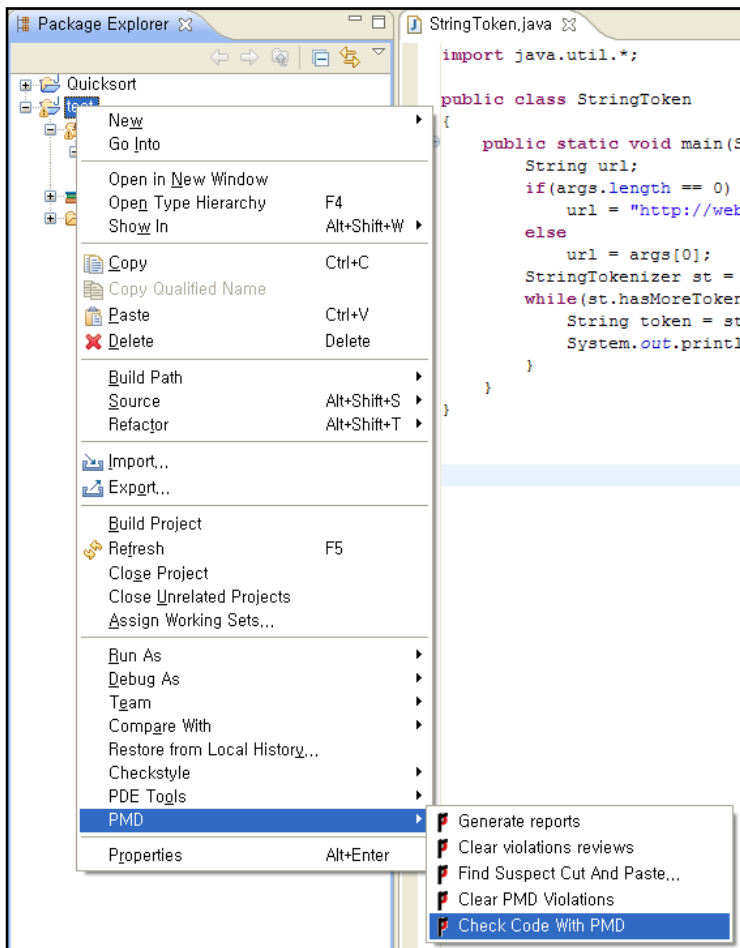 Package Explorer
StringToken.java
Quicksort
import java.util.*;
public class StringToken
{
public static void main(S
String url;
if(args.length == 0)
url = "http://web
else
url = args[0];
StringTokenizer st =
while(st.hasMoreToken
String token = st
System.out.printl
}
}
}
New
Go Into
Open in New Window
Open Type Hierarchy F4
Show In Alt+Shift+W
Copy Ctrl+C
Copy Qualified Name
Paste Ctrl+V
Delete Delete
Build Path
Source Alt+Shift+S
Refactor Alt+Shift+T
Import...
Export...
Build Project
Refresh F5
Close Project
Close Unrelated Projects
Assign Working Sets...
Run As
Debug As
Team
Compare With
Restore from Local History...
Checkstyle
PDE Tools
PMD
Properties Alt+Enter
Generate reports
Clear violations reviews
Find Suspect Cut And Paste...
Clear PMD Violations
Check Code With PMD